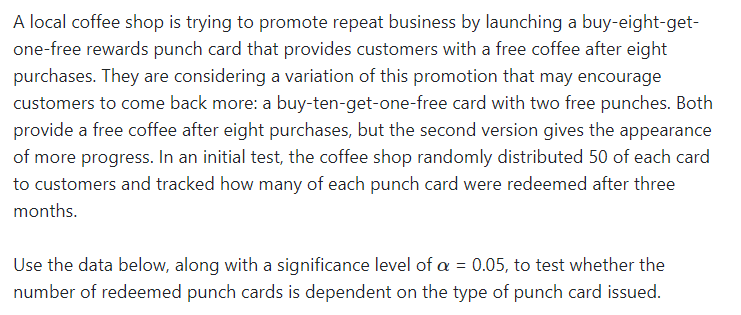 A local coffee shop is trying to promote repeat business by launching a buy-eight-get-
one-free rewards punch card that provides customers with a free coffee after eight
purchases. They are considering a variation of this promotion that may encourage
customers to come back more: a buy-ten-get-one-free card with two free punches. Both
provide a free coffee after eight purchases, but the second version gives the appearance
of more progress. In an initial test, the coffee shop randomly distributed 50 of each card
to customers and tracked how many of each punch card were redeemed after three
months.
Use the data below, along with a significance level of α = 0.05, to test whether the
number of redeemed punch cards is dependent on the type of punch card issued.